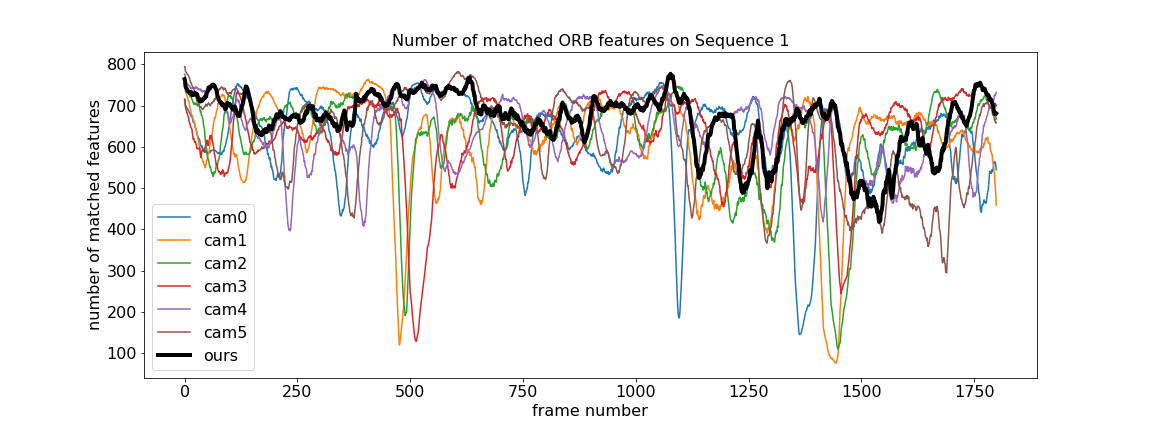 Number of matched ORB features on Sequence 1
number of matched features
800
700
600
500
400
300
200
100
cam0
cam1
cam2
cam3
cam4
cam5
ours
0 250 500 750 1000 1250 1500 1750
frame number